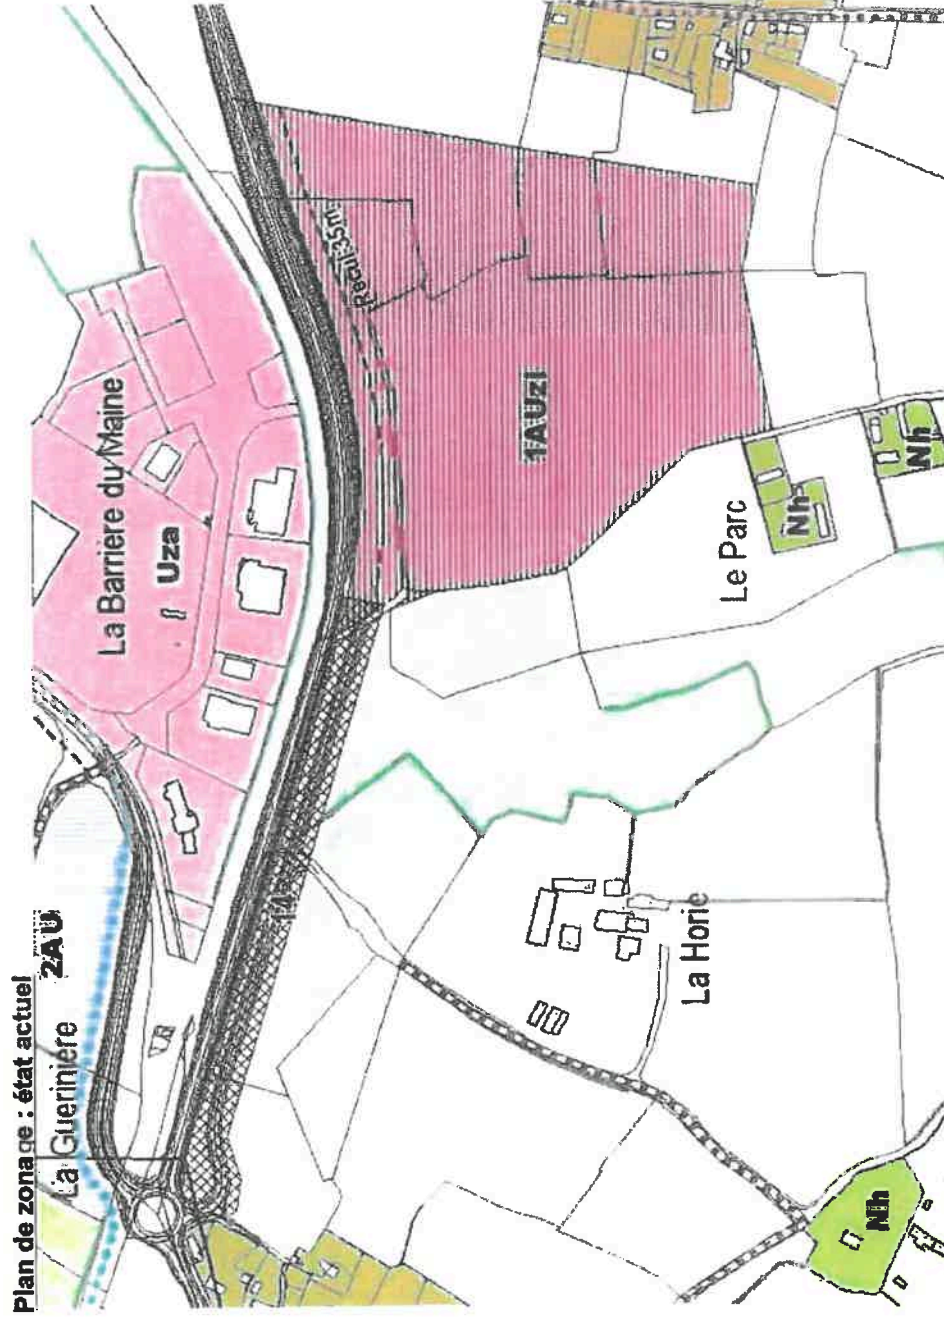 Plan de zonage : état actuel
La Guerinière
2AU
La Barrière du Maine
Uza
14
Recul:35m
1AUzi
La Horie
Le Parc
Nh
Nh
Nh